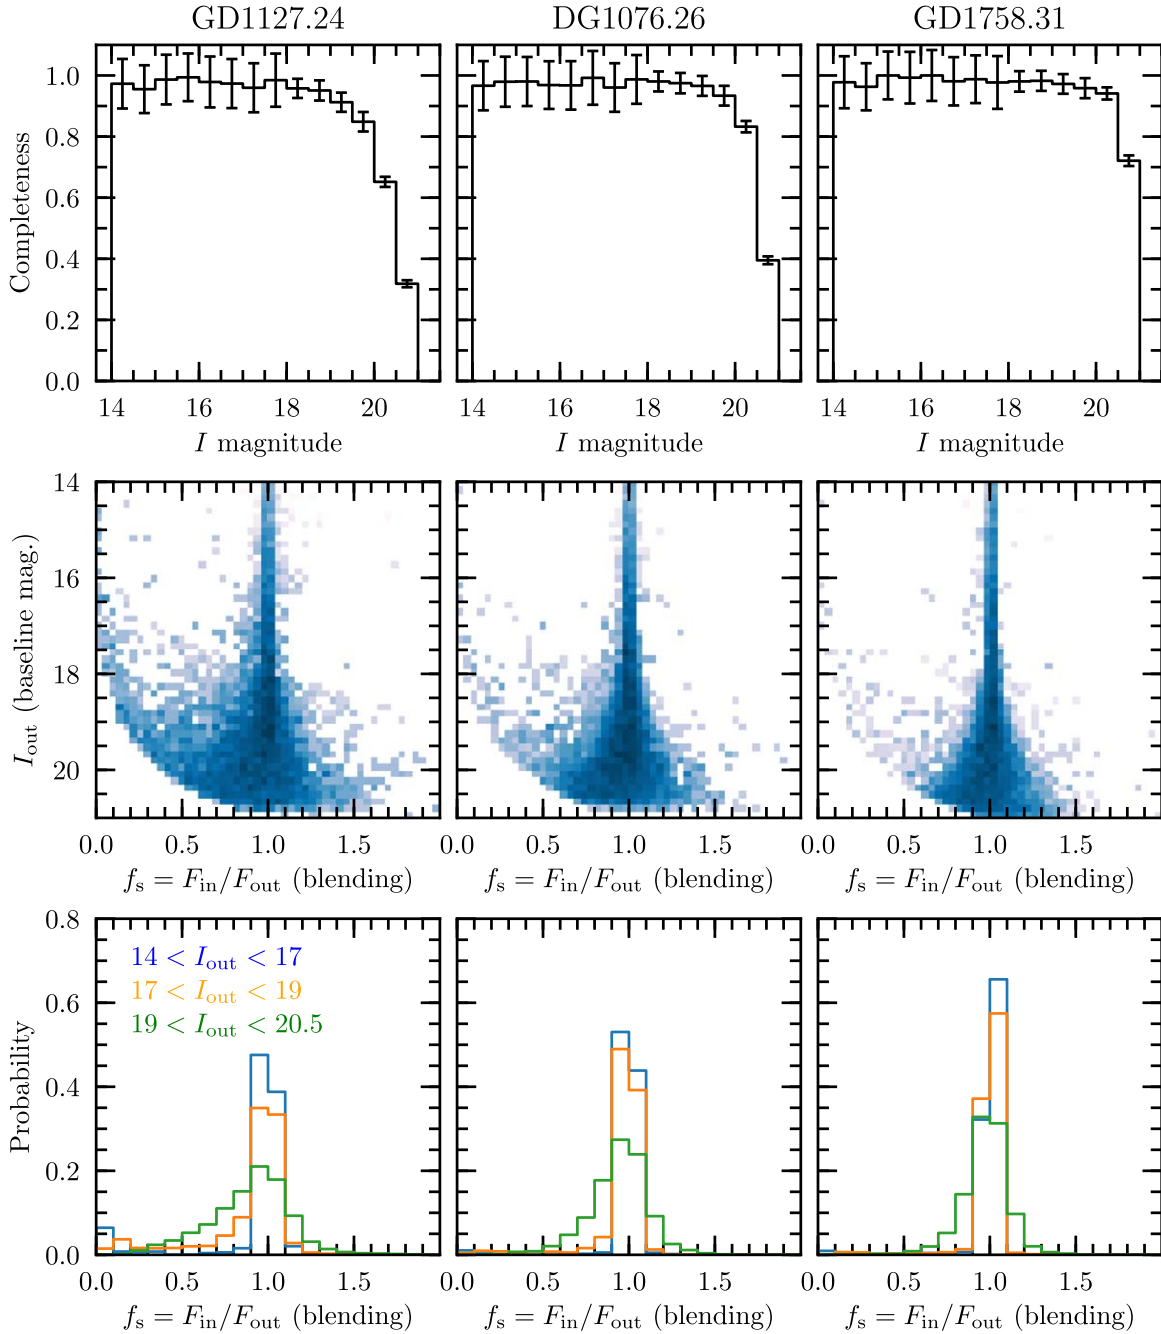 GD1127.24 DG1076.26 GD1758.31
Completeness
1.0
0.8
0.6
0.4
0.2
0.0
14 16 18 20 14 16 18 20 14 16 18 20
I magnitude I magnitude I magnitude
I_out (baseline mag.)
14
16
18
20
0.0 0.5 1.0 1.5 0.0 0.5 1.0 1.5 0.0 0.5 1.0 1.5
f_s = F_in/F_out (blending) f_s = F_in/F_out (blending) f_s = F_in/F_out (blending)
Probability
0.8
0.6
0.4
0.2
0.0
14 < I_out < 17
17 < I_out < 19
19 < I_out < 20.5
0.0 0.5 1.0 1.5 0.0 0.5 1.0 1.5 0.0 0.5 1.0 1.5
f_s = F_in/F_out (blending) f_s = F_in/F_out (blending) f_s = F_in/F_out (blending)